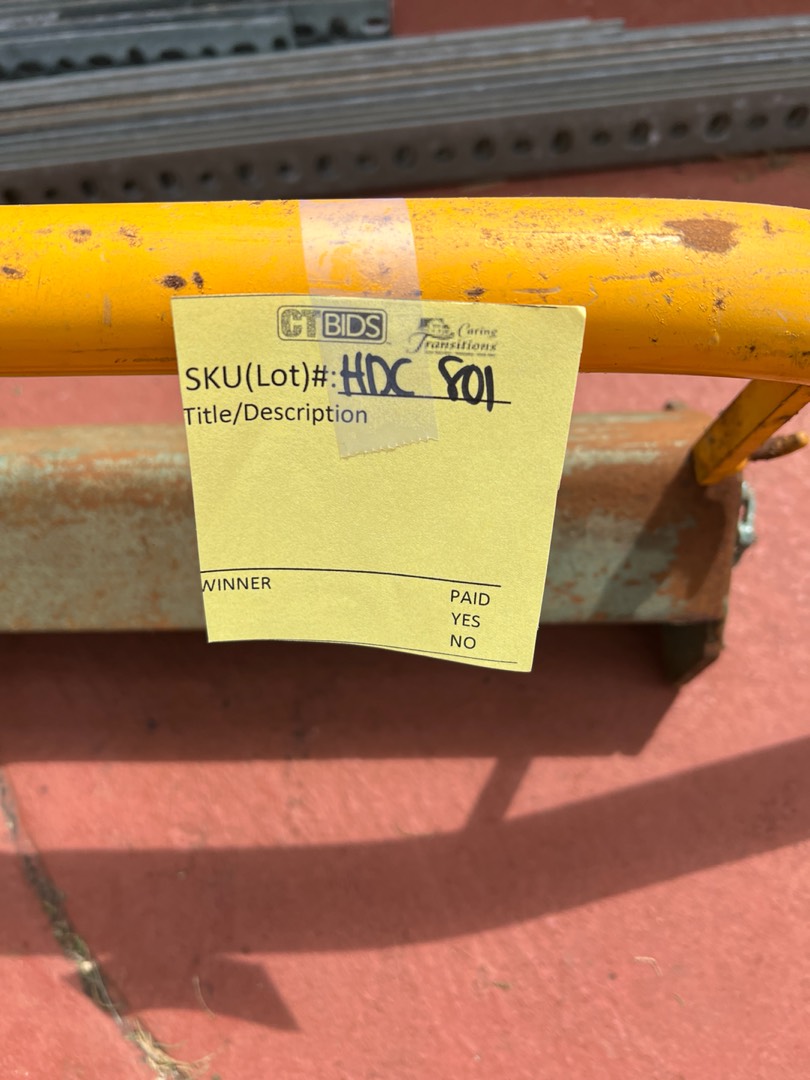 CTBIDS
Caring
Transitions
SKU(Lot)#: HDC 801
Title/Description
WINNER
PAID
YES
NO